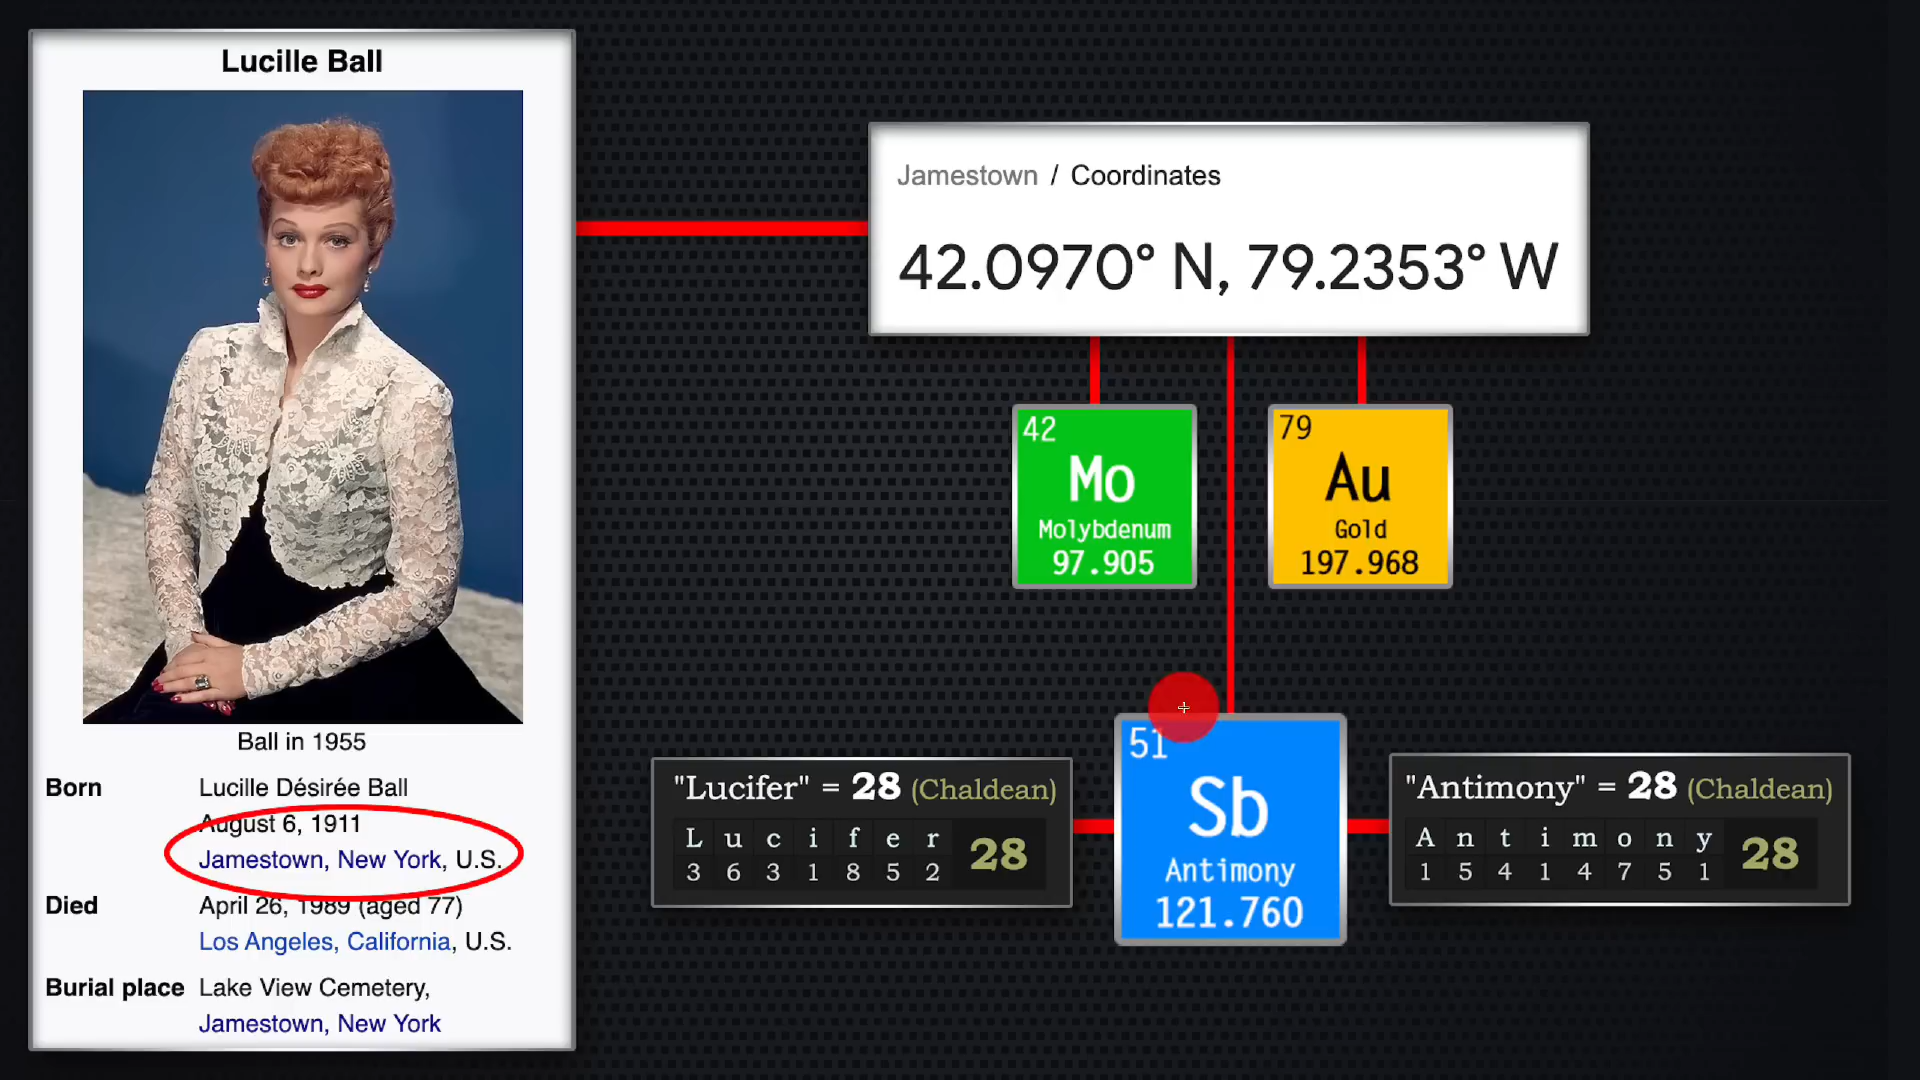 Lucille Ball
Ball in 1955
Born Lucille Désirée Ball
August 6, 1911
Jamestown, New York, U.S.
Died April 26, 1989 (aged 77)
Los Angeles, California, U.S.
Burial place Lake View Cemetery,
Jamestown, New York
Jamestown / Coordinates
42.0970° N, 79.2353° W
42
Mo
Molybdenum
97.905
79
Au
Gold
197.968
"Lucifer" = 28 (Chaldean)
L u c i f e r
3 6 3 1 8 5 2 28
51
Sb
Antimony
121.760
"Antimony" = 28 (Chaldean)
A n t i m o n y
1 5 4 1 4 7 5 1 28